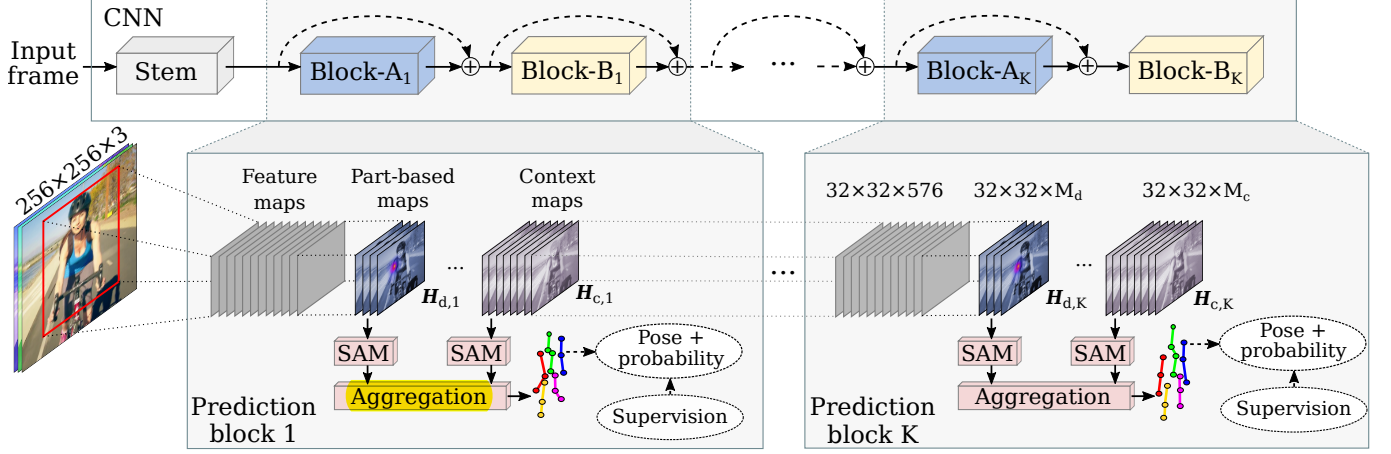 CNN
Input
frame
Stem
Block-A1
Block-B1
...
Block-AK
Block-BK
256×256×3
Feature
maps
Part-based
maps
Context
maps
...
Hd,1
Hc,1
SAM
SAM
Aggregation
Pose +
probability
Supervision
Prediction
block 1
...
32×32×576
32×32×Md
32×32×Mc
...
Hd,K
Hc,K
SAM
SAM
Aggregation
Pose +
probability
Supervision
Prediction
block K